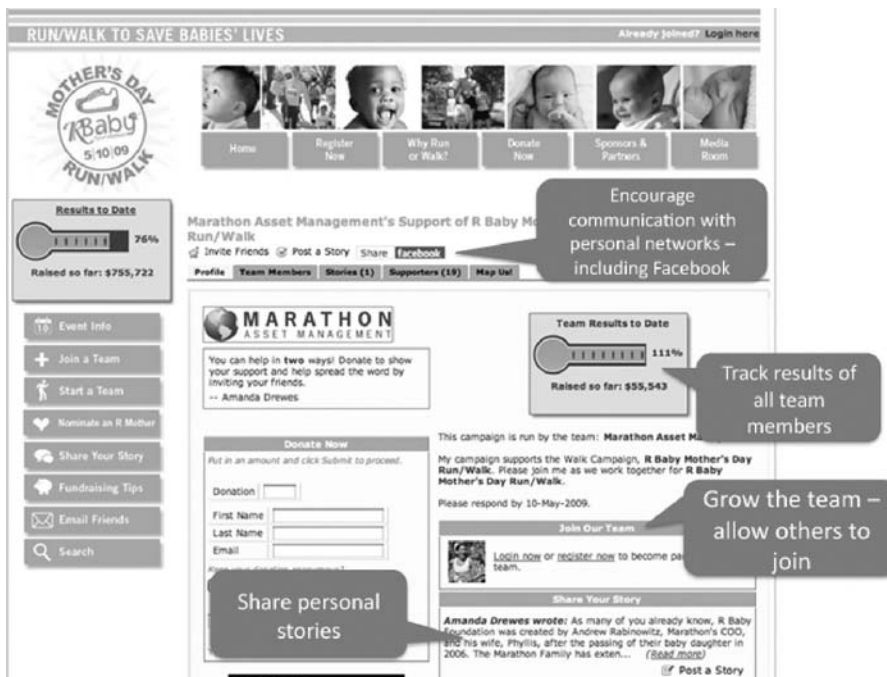 RUN/WALK TO SAVE BABIES' LIVES
Already joined? Login here
MOTHER'S DAY
RBaby
5|10|09
RUN/WALK
Home
Register
Now
Why Run
or Walk?
Donate
Now
Sponsors &
Partners
Media
Room
Results to Date
76%
Raised so far: $755,722
Event Info
Join a Team
Start a Team
Nominate an R Mother
Share Your Story
Fundraising Tips
Email Friends
Search
Marathon Asset Management's Support of R Baby
Run/Walk
Invite Friends Post a Story Share facebook
Profile Team Members Stories (1) Supporters (19) Map Us!
Encourage
communication with
personal networks –
including Facebook
MARATHON
ASSET MANAGEMENT
You can help in two ways! Donate to show
your support and help spread the word by
inviting your friends.
-- Amanda Drewes
Team Results to Date
111%
Raised so far: $55,543
Track results of
all team
members
Donate Now
Put in an amount and click Submit to proceed.
Donation
First Name
Last Name
Email
This campaign is run by the team: Marathon Asset
My campaign supports the Walk Campaign, R Baby Mother's Day
Run/Walk. Please join me as we work together for R Baby
Mother's Day Run/Walk.
Please respond by 10-May-2009.
Grow the team –
allow others to
join
Join Our Team
Login now or register now to become
team.
Share personal
stories
Share Your Story
Amanda Drewes wrote: As many of you already know, R Baby
Foundation was created by Andrew Rabinowitz, Marathon's COO,
and his wife, Phyllis, after the passing of their baby daughter in
2006. The Marathon Family has exten... (Read more)
Post a Story